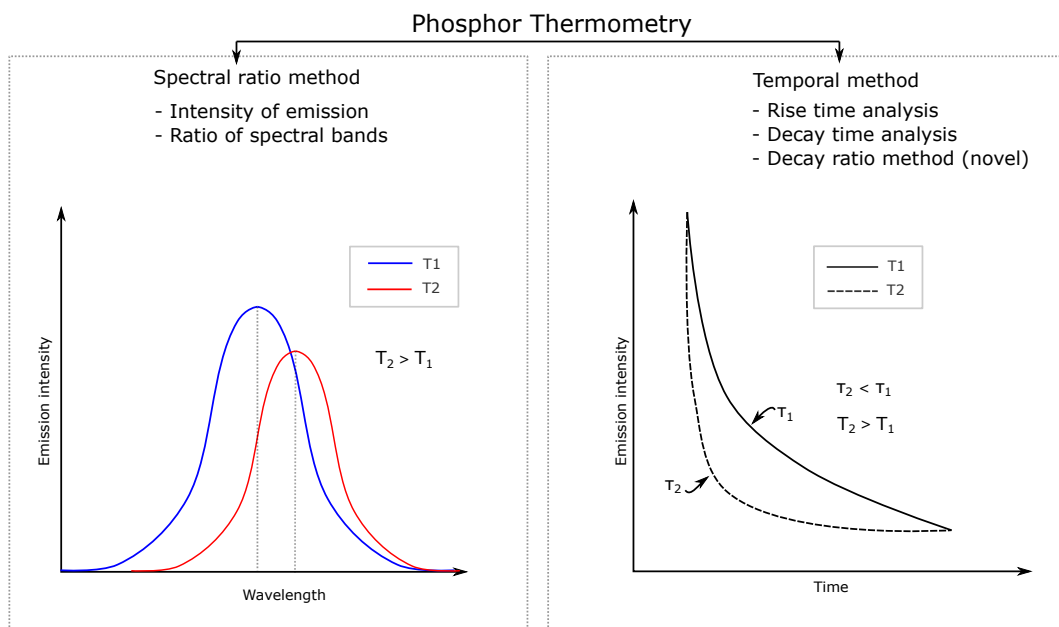 Phosphor Thermometry
Spectral ratio method
- Intensity of emission
- Ratio of spectral bands
T1
T2
T₂ > T₁
Emission intensity
Wavelength
Temporal method
- Rise time analysis
- Decay time analysis
- Decay ratio method (novel)
T1
T2
τ₂ < τ₁
T₂ > T₁
τ₁
τ₂
Emission intensity
Time